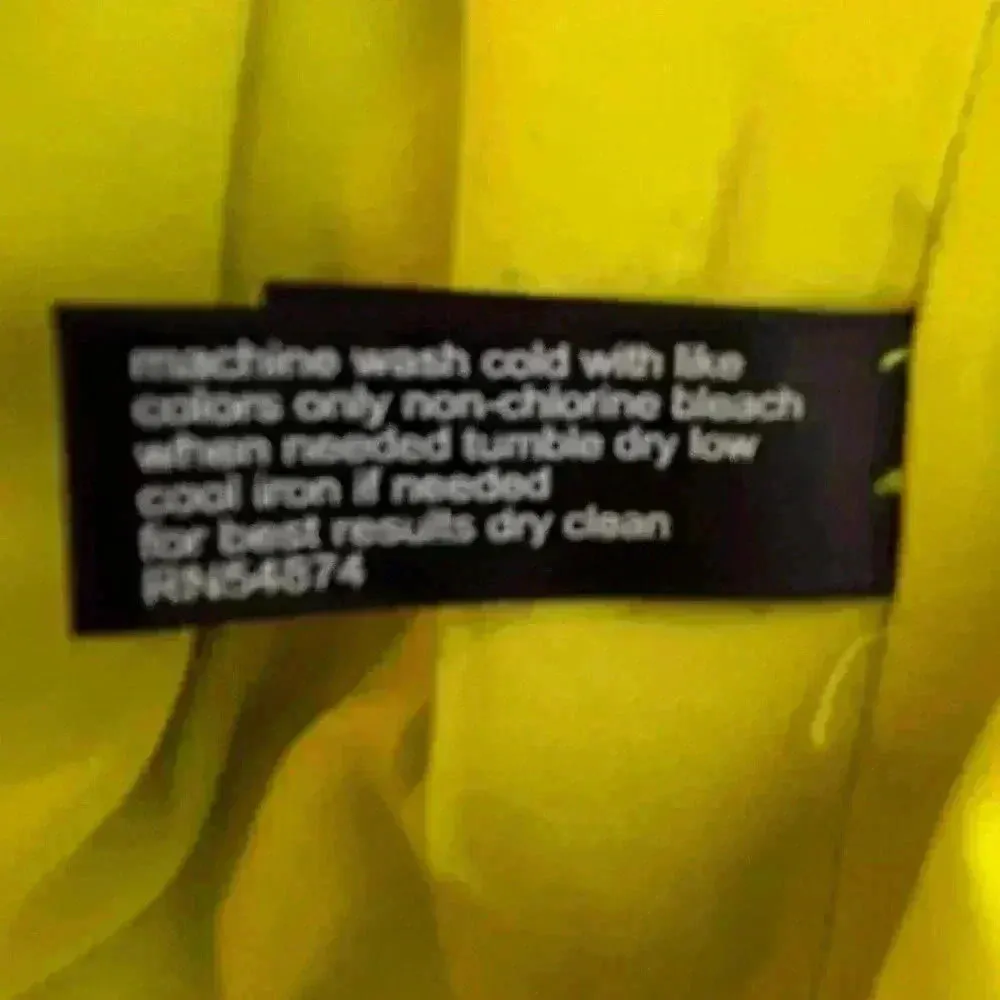 machine wash cold with like
colors only non-chlorine bleach
when needed tumble dry low
cool iron if needed
for best results dry clean
RN54874